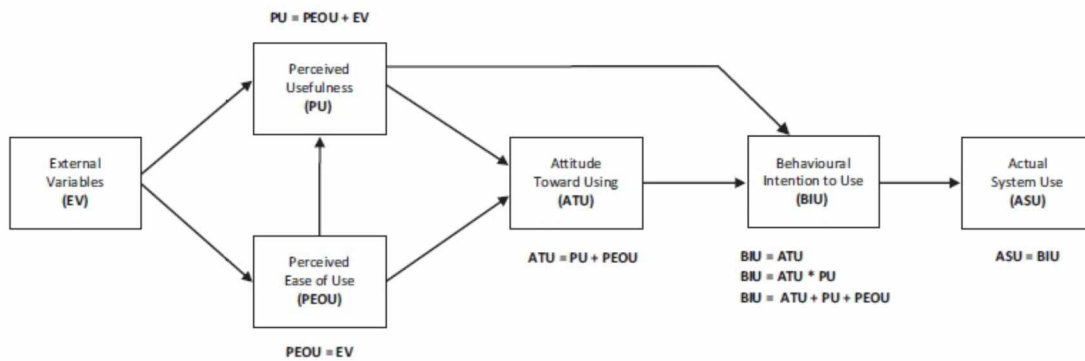 PU = PEOU + EV
Perceived
Usefulness
(PU)
External
Variables
(EV)
Attitude
Toward Using
(ATU)
Behavioural
Intention to Use
(BIU)
Actual
System Use
(ASU)
Perceived
Ease of Use
(PEOU)
ATU = PU + PEOU
BIU = ATU
BIU = ATU * PU
BIU = ATU + PU + PEOU
ASU = BIU
PEOU = EV